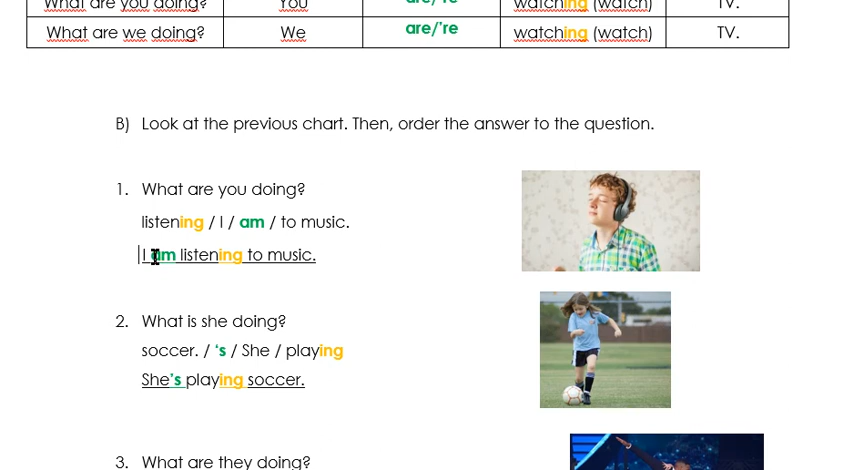 What are you doing? You are/'re watching (watch) TV.
What are we doing? We are/'re watching (watch) TV.
B) Look at the previous chart. Then, order the answer to the question.
1. What are you doing?
listening / I / am / to music.
I am listening to music.
2. What is she doing?
soccer. / 's / She / playing
She's playing soccer.
3. What are they doing?